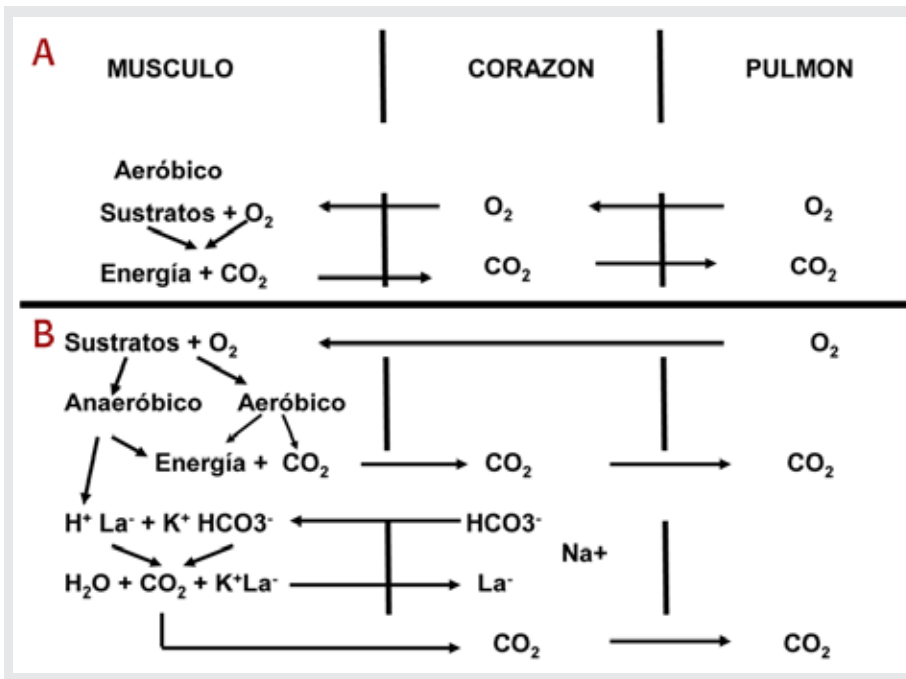 A
MUSCULO CORAZON PULMON
Aeróbico
Sustratos + O₂ O₂ O₂
Energía + CO₂ CO₂ CO₂
B
Sustratos + O₂ O₂
Anaeróbico Aeróbico
Energía + CO₂ CO₂ CO₂
H⁺ La⁻ + K⁺ HCO3⁻ HCO3⁻
Na+
H₂O + CO₂ + K⁺La⁻ La⁻
CO₂ CO₂